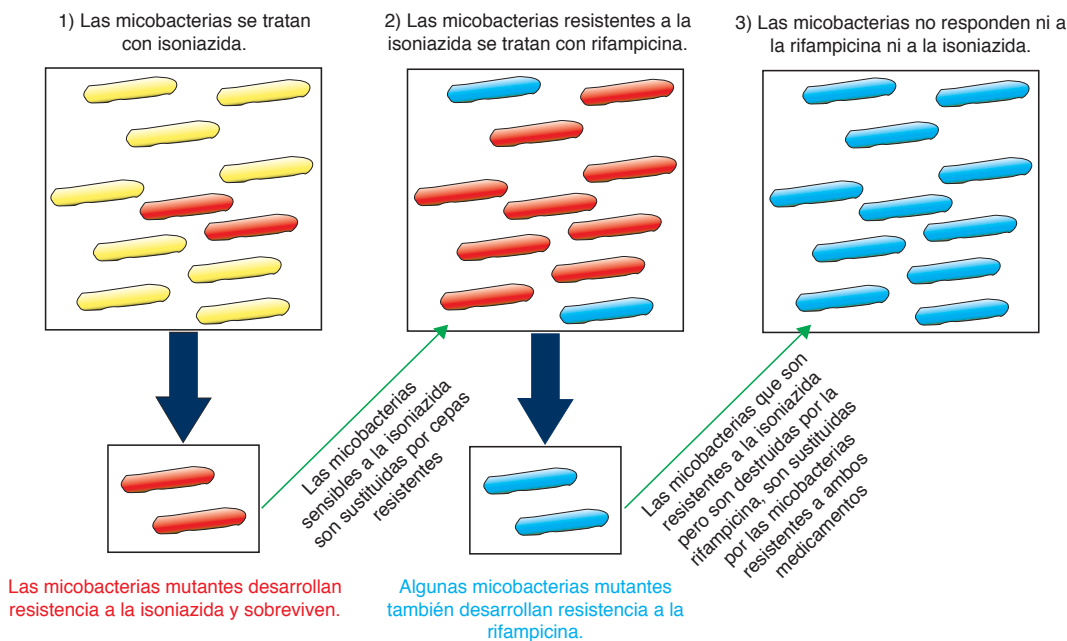 1) Las micobacterias se tratan
con isoniazida.
2) Las micobacterias resistentes a la
isoniazida se tratan con rifampicina.
3) Las micobacterias no responden ni a
la rifampicina ni a la isoniazida.
Las micobacterias
sensibles a la isoniazida
son sustituidas por cepas
resistentes
Las micobacterias que son
resistentes a la isoniazida
pero son destruidas por la
rifampicina, son sustituidas
por las micobacterias
resistentes a ambos
medicamentos
Las micobacterias mutantes desarrollan
resistencia a la isoniazida y sobreviven.
Algunas micobacterias mutantes
también desarrollan resistencia a la
rifampicina.